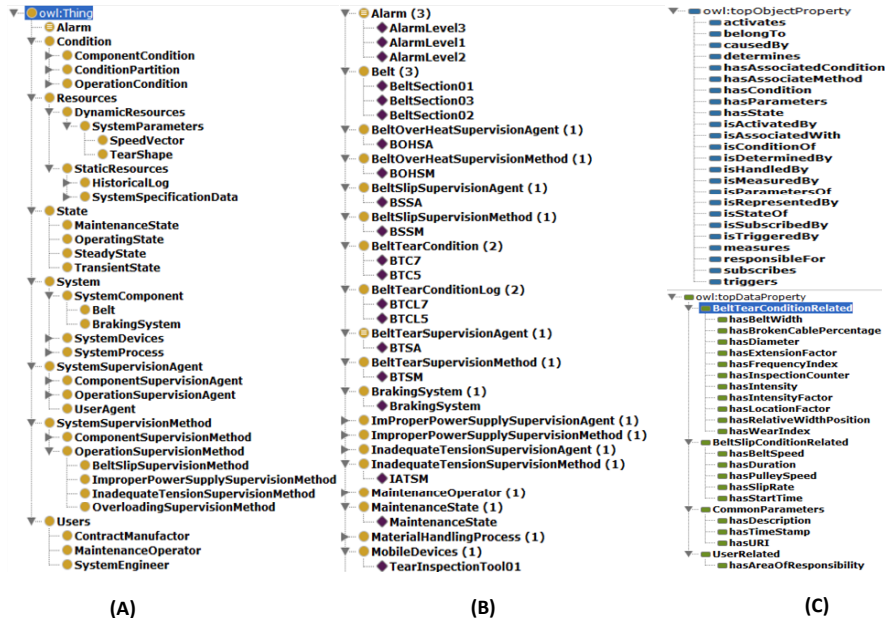 owl:Thing
Alarm
Condition
ComponentCondition
ConditionPartition
OperationCondition
Resources
DynamicResources
SystemParameters
SpeedVector
TearShape
StaticResources
HistoricalLog
SystemSpecificationData
State
MaintenanceState
OperatingState
SteadyState
TransientState
System
SystemComponent
Belt
BrakingSystem
SystemDevices
SystemProcess
SystemSupervisionAgent
ComponentSupervisionAgent
OperationSupervisionAgent
UserAgent
SystemSupervisionMethod
ComponentSupervisionMethod
OperationSupervisionMethod
BeltSlipSupervisionMethod
ImproperPowerSupplySupervisionMethod
InadequateTensionSupervisionMethod
OverloadingSupervisionMethod
Users
ContractManufactor
MaintenanceOperator
SystemEngineer
(A)
Alarm (3)
AlarmLevel3
AlarmLevel1
AlarmLevel2
Belt (3)
BeltSection01
BeltSection03
BeltSection02
BeltOverHeatSupervisionAgent (1)
BOHSA
BeltOverHeatSupervisionMethod (1)
BOHSM
BeltSlipSupervisionAgent (1)
BSSA
BeltSlipSupervisionMethod (1)
BSSM
BeltTearCondition (2)
BTC7
BTC5
BeltTearConditionLog (2)
BTCL7
BTCL5
BeltTearSupervisionAgent (1)
BTSA
BeltTearSupervisionMethod (1)
BTSM
BrakingSystem (1)
BrakingSystem
ImProperPowerSupplySupervisionAgent (1)
ImproperPowerSupplySupervisionMethod (1)
InadequateTensionSupervisionAgent (1)
InadequateTensionSupervisionMethod (1)
IATSM
MaintenanceOperator (1)
MaintenanceState (1)
MaintenanceState
MaterialHandlingProcess (1)
MobileDevices (1)
TearInspectionTool01
(B)
owl:topObjectProperty
activates
belongTo
causedBy
determines
hasAssociatedCondition
hasAssociateMethod
hasCondition
hasParameters
hasState
isActivatedBy
isAssociatedWith
isConditionOf
isDeterminedBy
isHandledBy
isMeasuredBy
isParametersOf
isRepresentedBy
isStateOf
isSubscribedBy
isTriggeredBy
measures
responsibleFor
subscribes
triggers
owl:topDataProperty
BeltTearConditionRelated
hasBeltWidth
hasBrokenCablePercentage
hasDiameter
hasExtensionFactor
hasFrequencyIndex
hasInspectionCounter
hasIntensity
hasIntensityFactor
hasLocationFactor
hasRelativeWidthPosition
hasWearIndex
BeltSlipConditionRelated
hasBeltSpeed
hasDuration
hasPulleySpeed
hasSlipRate
hasStartTime
CommonParameters
hasDescription
hasTimeStamp
hasURI
UserRelated
hasAreaOfResponsibility
(C)